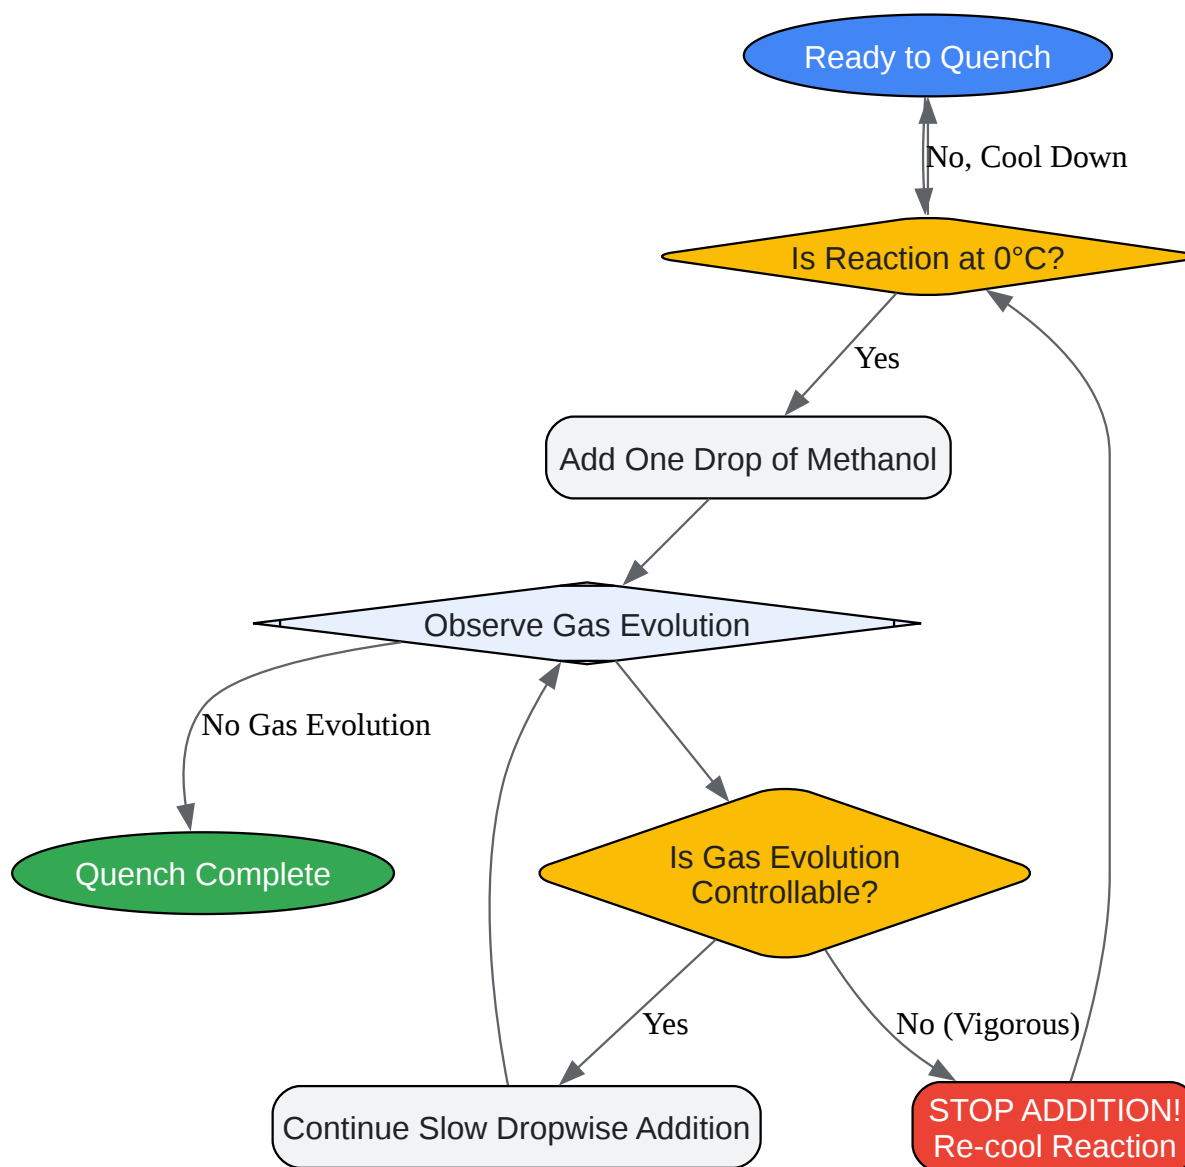 Ready to Quench
No, Cool Down
Is Reaction at 0°C?
Yes
Add One Drop of Methanol
Observe Gas Evolution
No Gas Evolution
Quench Complete
Is Gas Evolution
Controllable?
Yes
No (Vigorous)
Continue Slow Dropwise Addition
STOP ADDITION!
Re-cool Reaction